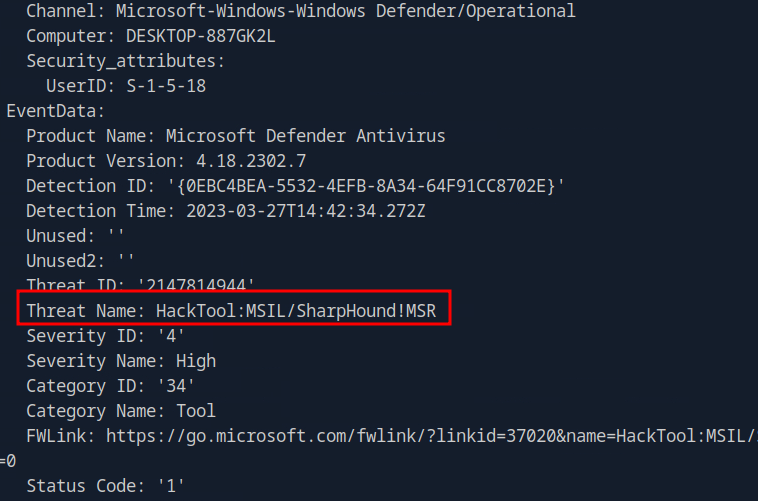 Channel: Microsoft-Windows-Windows Defender/Operational
Computer: DESKTOP-887GK2L
Security_attributes:
UserID: S-1-5-18
EventData:
Product Name: Microsoft Defender Antivirus
Product Version: 4.18.2302.7
Detection ID: '{0EBC4BEA-5532-4EFB-8A34-64F91CC8702E}'
Detection Time: 2023-03-27T14:42:34.272Z
Unused: ''
Unused2: ''
Threat ID: '2147814944'
Threat Name: HackTool:MSIL/SharpHound!MSR
Severity ID: '4'
Severity Name: High
Category ID: '34'
Category Name: Tool
FWLink: https://go.microsoft.com/fwlink/?linkid=37020&name=HackTool:MSIL/
=0
Status Code: '1'